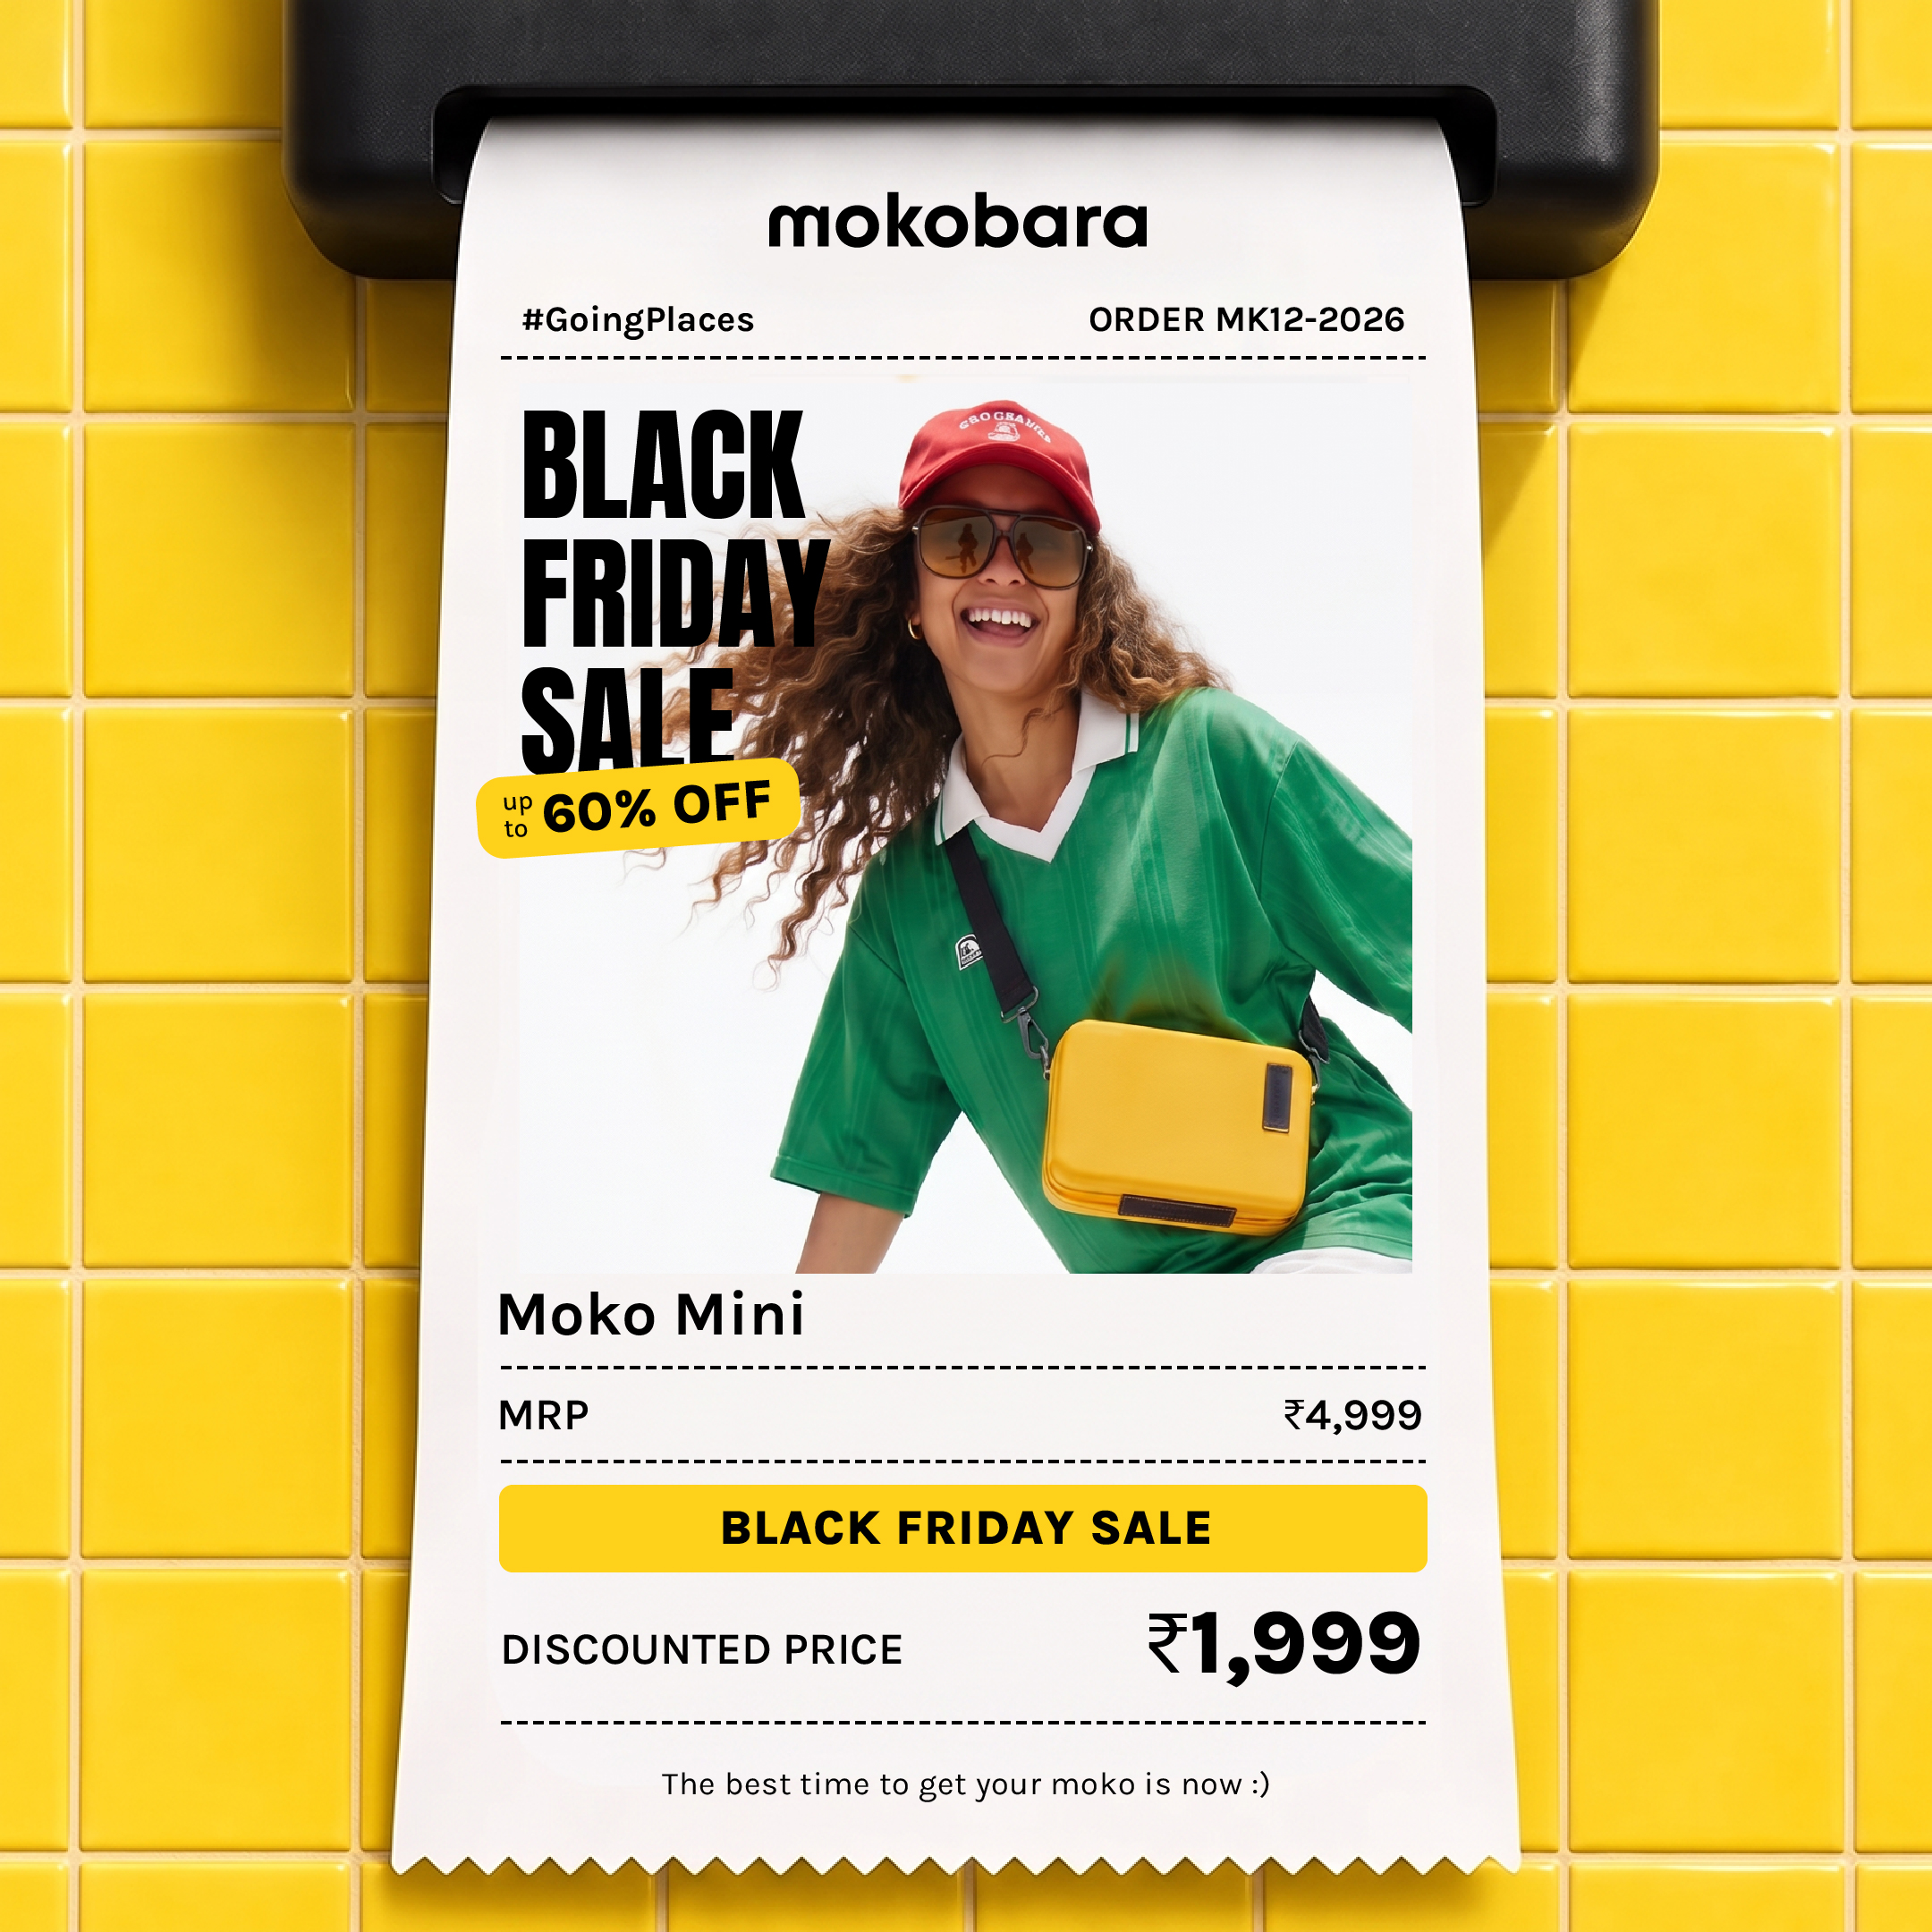 mokobara
#GoingPlaces
ORDER MK12-2026
BLACK
FRIDAY
SALE
up
to
60% OFF
Moko Mini
MRP
₹4,999
BLACK FRIDAY SALE
DISCOUNTED PRICE
₹1,999
The best time to get your moko is now :)